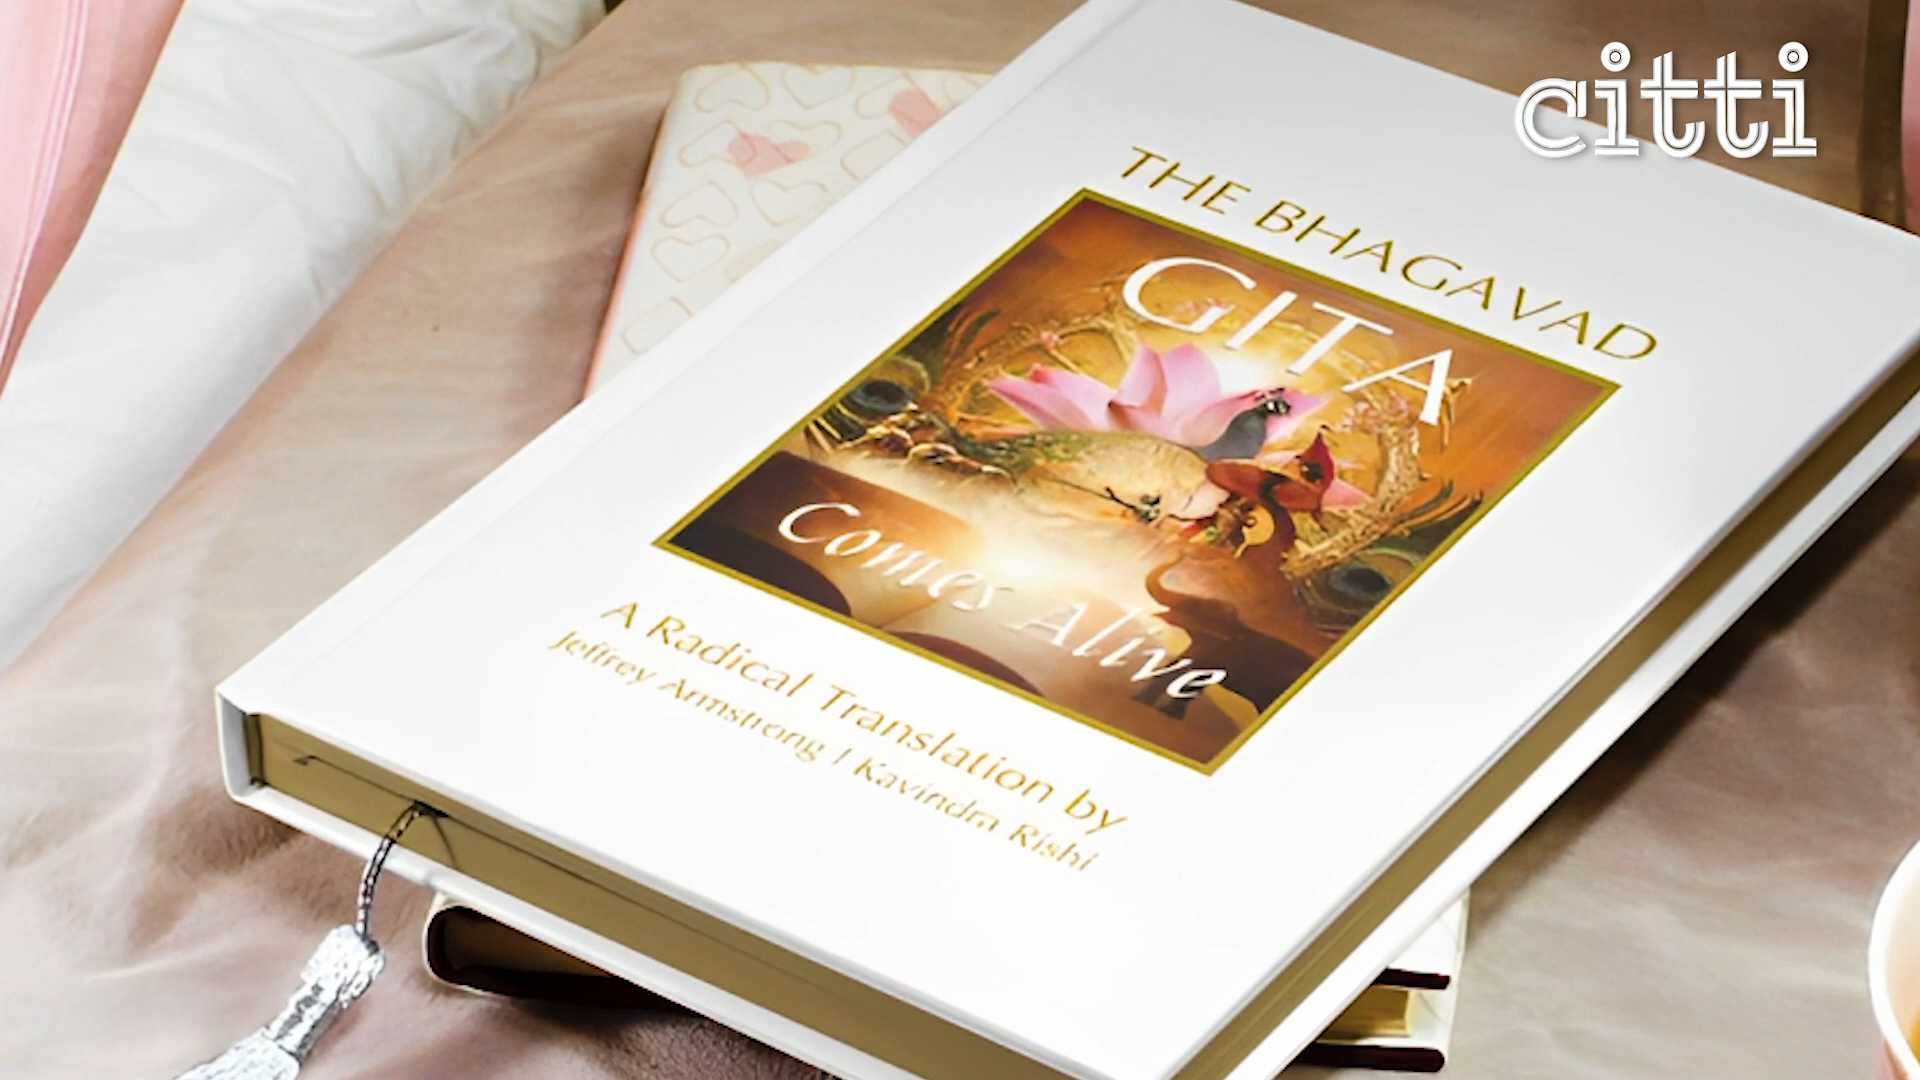 citti
THE BHAGAVAD
GITA
Comes Alive
A Radical Translation by
Jeffrey Armstrong | Kavindra Rishi